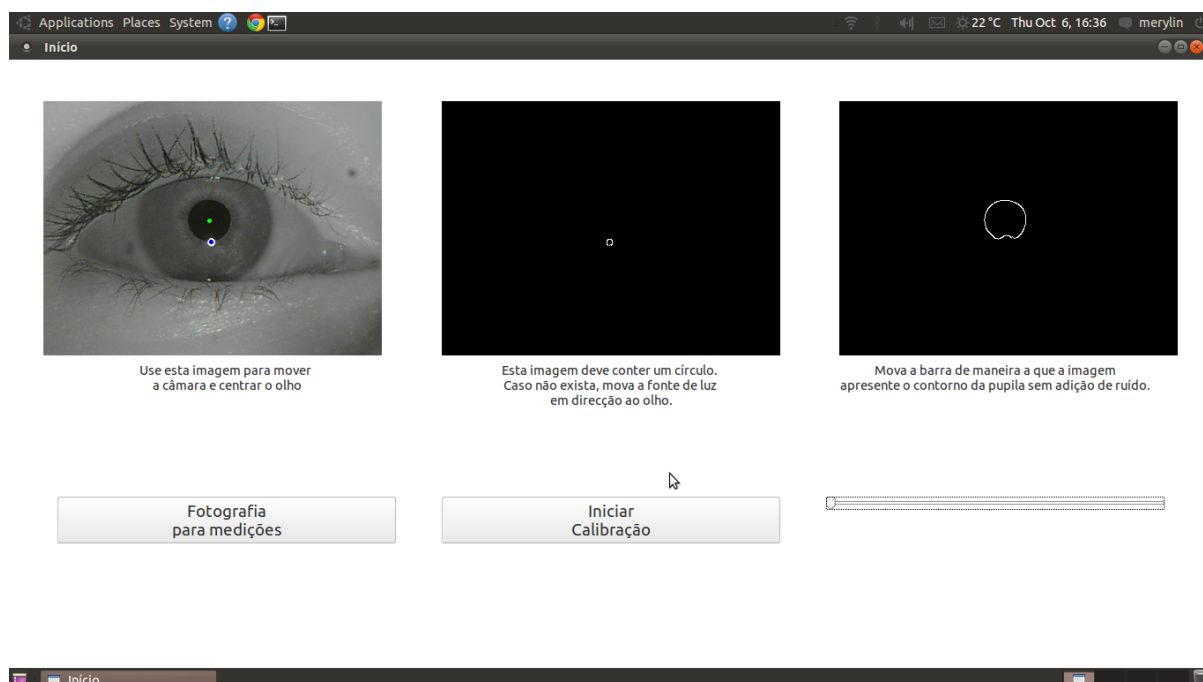 Applications Places System
22 °C Thu Oct 6, 16:36 merylin
Início
Use esta imagem para mover
a câmara e centrar o olho
Esta imagem deve conter um círculo.
Caso não exista, mova a fonte de luz
em direcção ao olho.
Mova a barra de maneira a que a imagem
apresente o contorno da pupila sem adição de ruído.
Fotografia
para medições
Iniciar
Calibração
Início